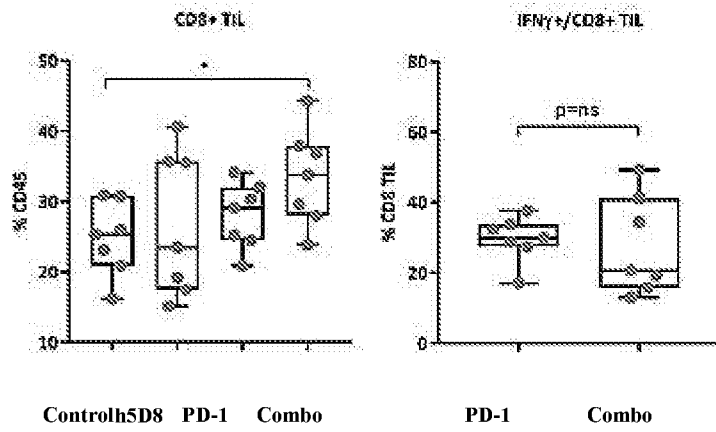 CD8+ TIL
% CD45
50
40
30
20
10
*
Controlh5D8 PD-1 Combo
IFNγ+/CD8+ TIL
% CD8 TIL
80
60
40
20
0
p=ns
PD-1 Combo